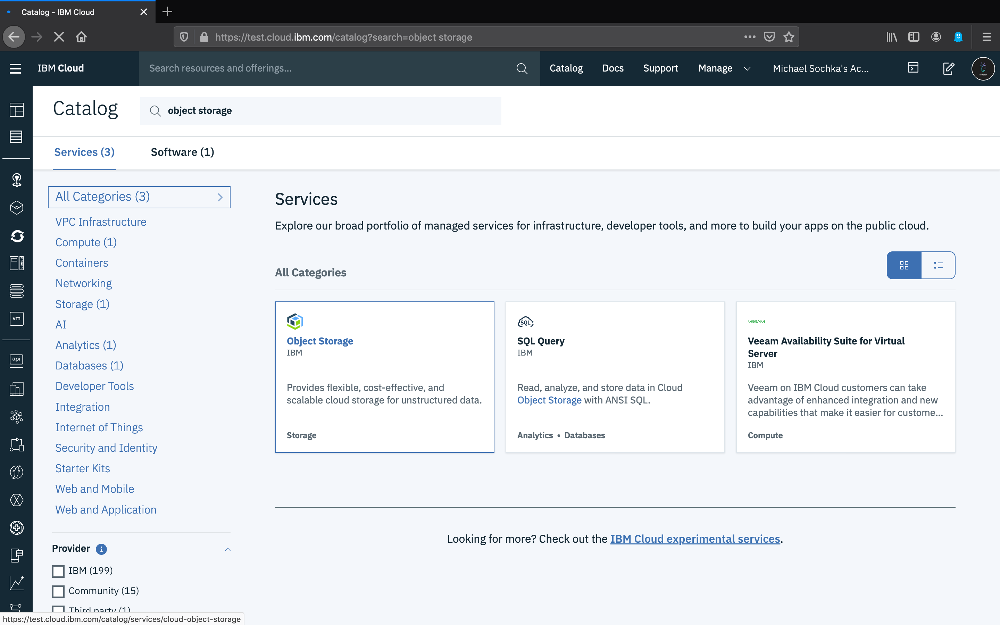 Catalog - IBM Cloud
https://test.cloud.ibm.com/catalog?search=object storage
IBM Cloud
Search resources and offerings...
Catalog
Docs
Support
Manage
Michael Sochka's Ac...
Catalog
object storage
Services (3)
Software (1)
All Categories (3)
VPC Infrastructure
Compute (1)
Containers
Networking
Storage (1)
AI
Analytics (1)
Databases (1)
Developer Tools
Integration
Internet of Things
Security and Identity
Starter Kits
Web and Mobile
Web and Application
Provider
IBM (199)
Community (15)
Third party (1)
vm
api
Services
Explore our broad portfolio of managed services for infrastructure, developer tools, and more to build your apps on the public cloud.
All Categories
Object Storage
IBM
Provides flexible, cost-effective, and
scalable cloud storage for unstructured data.
Storage
SQL
SQL Query
IBM
Read, analyze, and store data in Cloud
Object Storage with ANSI SQL.
Analytics • Databases
veeam
Veeam Availability Suite for Virtual
Server
IBM
Veeam on IBM Cloud customers can take
advantage of enhanced integration and new
capabilities that make it easier for custome...
Compute
Looking for more? Check out the IBM Cloud experimental services.
https://test.cloud.ibm.com/catalog/services/cloud-object-storage